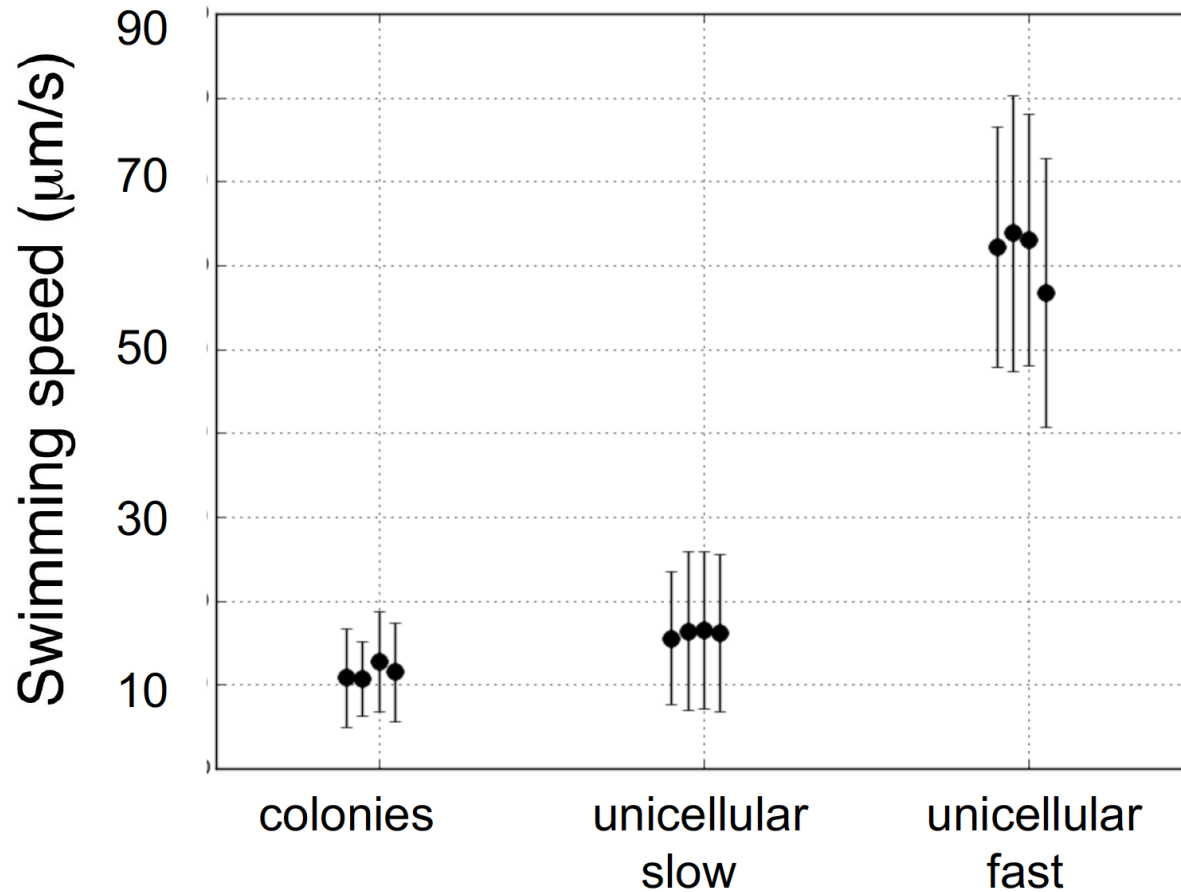 Swimming speed (μm/s)
90
70
50
30
10
colonies
unicellular
slow
unicellular
fast